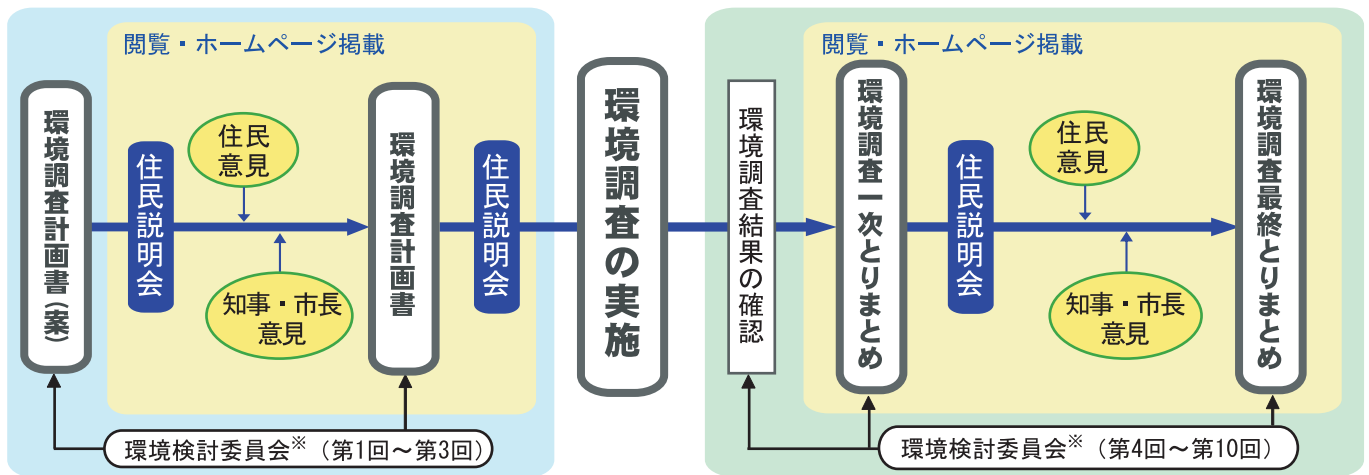 閲覧・ホームページ掲載
環境調査計画書（案）
住民説明会
住民
意見
知事・市長
意見
環境調査計画書
住民説明会
環境検討委員会※（第1回～第3回）
環境調査の実施
閲覧・ホームページ掲載
環境調査結果の確認
環境調査一次とりまとめ
住民説明会
住民
意見
知事・市長
意見
環境調査最終とりまとめ
環境検討委員会※（第4回～第10回）